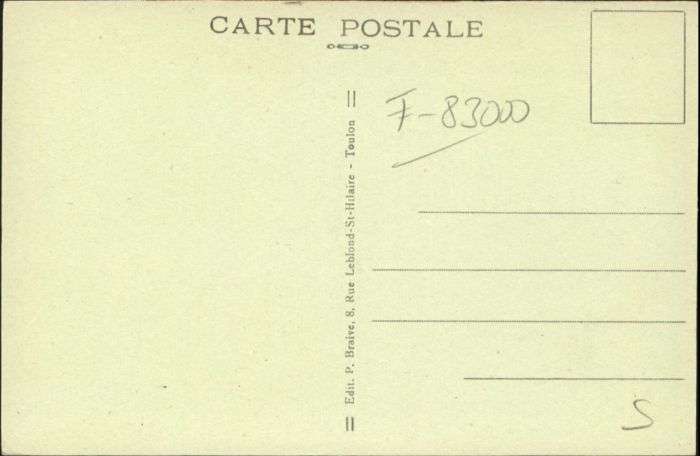 CARTE POSTALE
F-83000
Edit. P. Braive, 8, Rue Leblond-St-Hilaire - Toulon
S